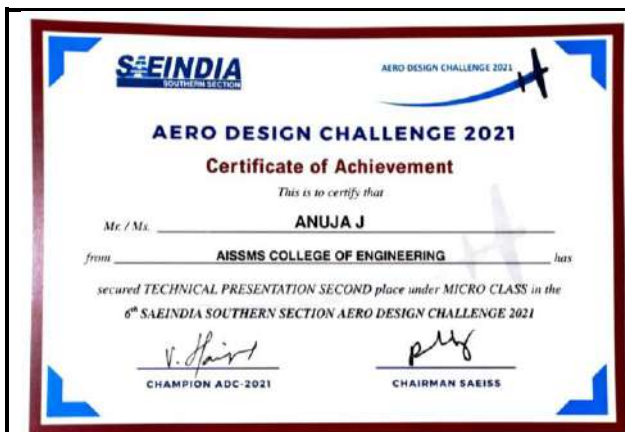 SAEINDIA
SOUTHERN SECTION
AERO DESIGN CHALLENGE 2021
AERO DESIGN CHALLENGE 2021
Certificate of Achievement
This is to certify that
Mr. / Ms. ANUJA J
from AISSMS COLLEGE OF ENGINEERING has
secured TECHNICAL PRESENTATION SECOND place under MICRO CLASS in the
6th SAEINDIA SOUTHERN SECTION AERO DESIGN CHALLENGE 2021
CHAMPION ADC-2021
CHAIRMAN SAEISS